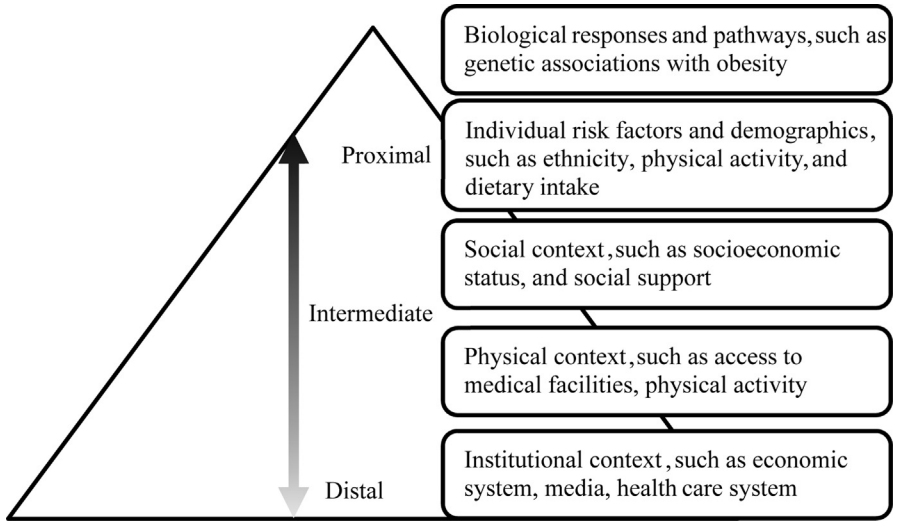 Biological responses and pathways, such as
genetic associations with obesity
Proximal
Individual risk factors and demographics,
such as ethnicity, physical activity, and
dietary intake
Social context, such as socioeconomic
status, and social support
Intermediate
Physical context, such as access to
medical facilities, physical activity
Institutional context, such as economic
system, media, health care system
Distal